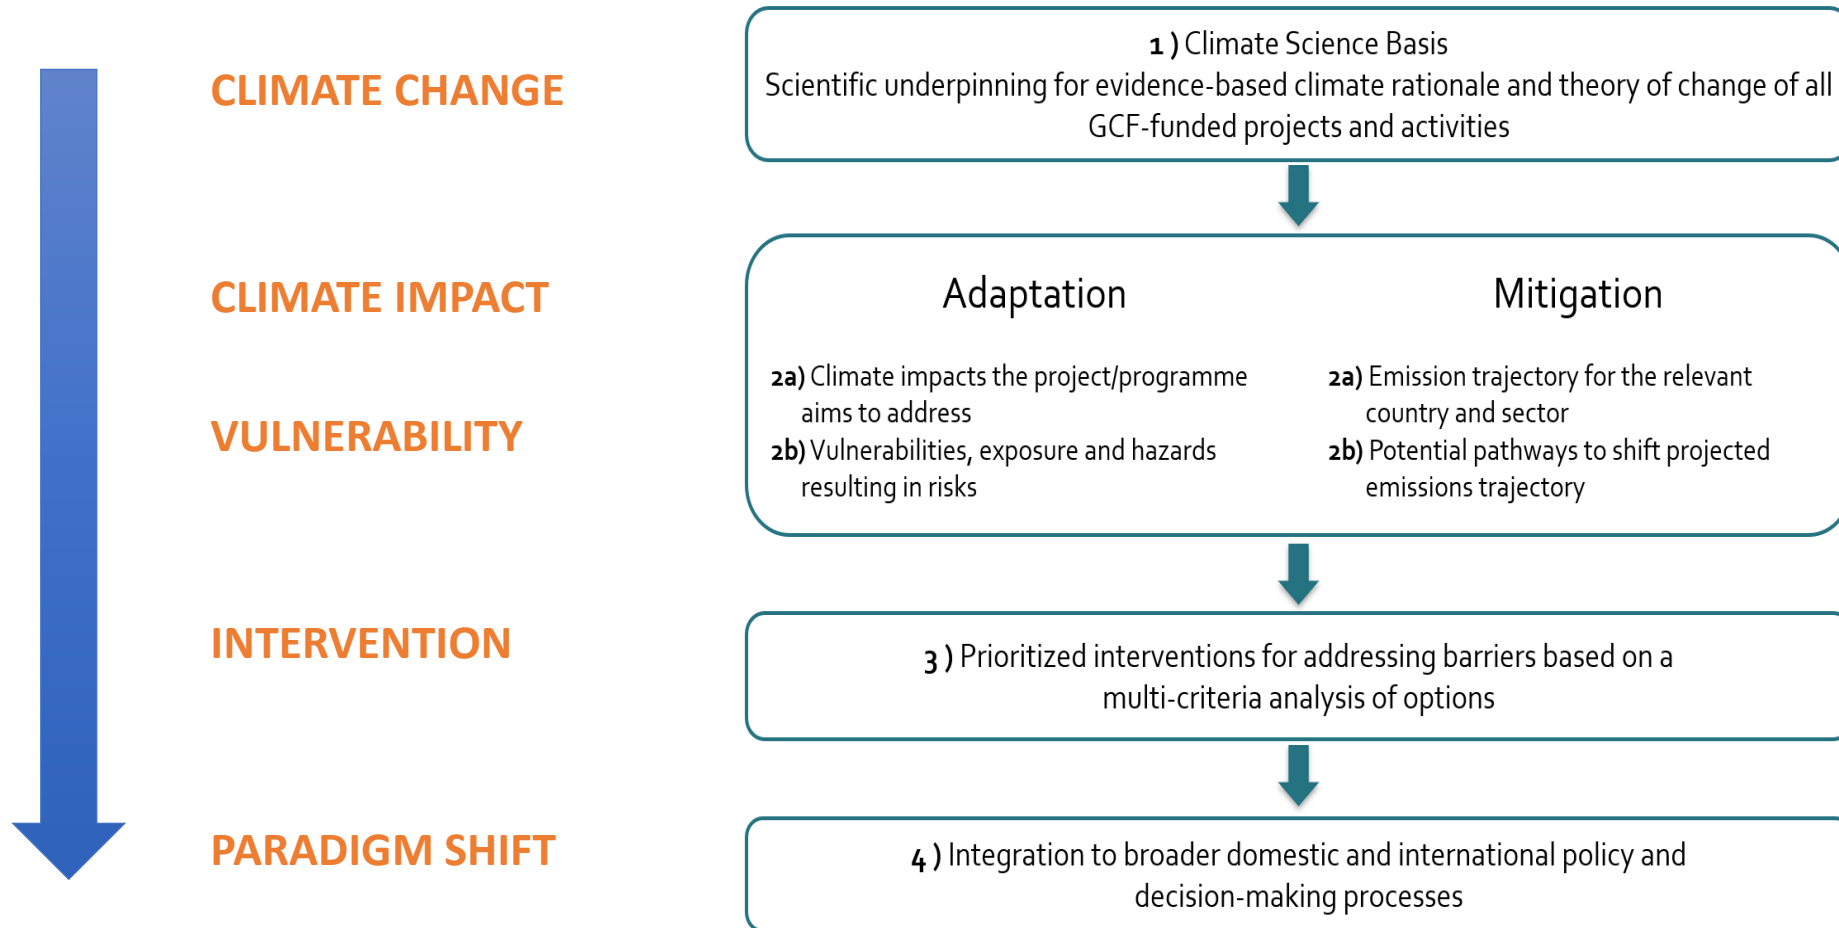 CLIMATE CHANGE
1 ) Climate Science Basis
Scientific underpinning for evidence-based climate rationale and theory of change of all
GCF-funded projects and activities
CLIMATE IMPACT
VULNERABILITY
Adaptation
2a) Climate impacts the project/programme
aims to address
2b) Vulnerabilities, exposure and hazards
resulting in risks
Mitigation
2a) Emission trajectory for the relevant
country and sector
2b) Potential pathways to shift projected
emissions trajectory
INTERVENTION
3 ) Prioritized interventions for addressing barriers based on a
multi-criteria analysis of options
PARADIGM SHIFT
4 ) Integration to broader domestic and international policy and
decision-making processes